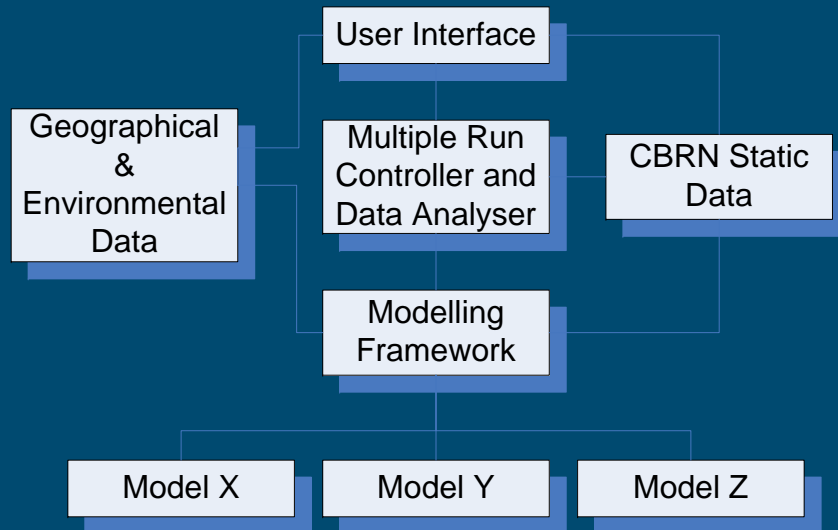 User Interface
Geographical
&
Environmental
Data
Multiple Run
Controller and
Data Analyser
CBRN Static
Data
Modelling
Framework
Model X
Model Y
Model Z